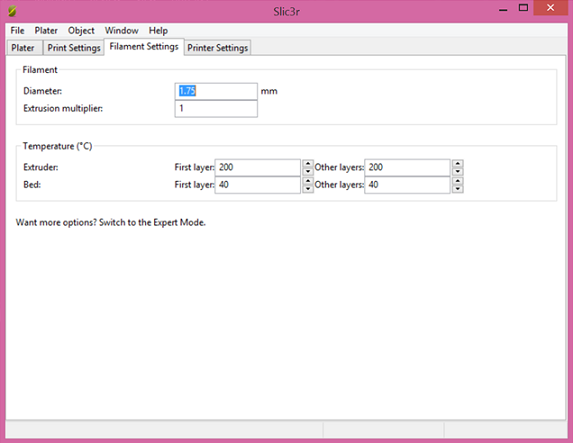 Slic3r
File Plater Object Window Help
Plater Print Settings Filament Settings Printer Settings
Filament
Diameter: 1.75 mm
Extrusion multiplier: 1
Temperature (°C)
Extruder: First layer: 200 Other layers: 200
Bed: First layer: 40 Other layers: 40
Want more options? Switch to the Expert Mode.